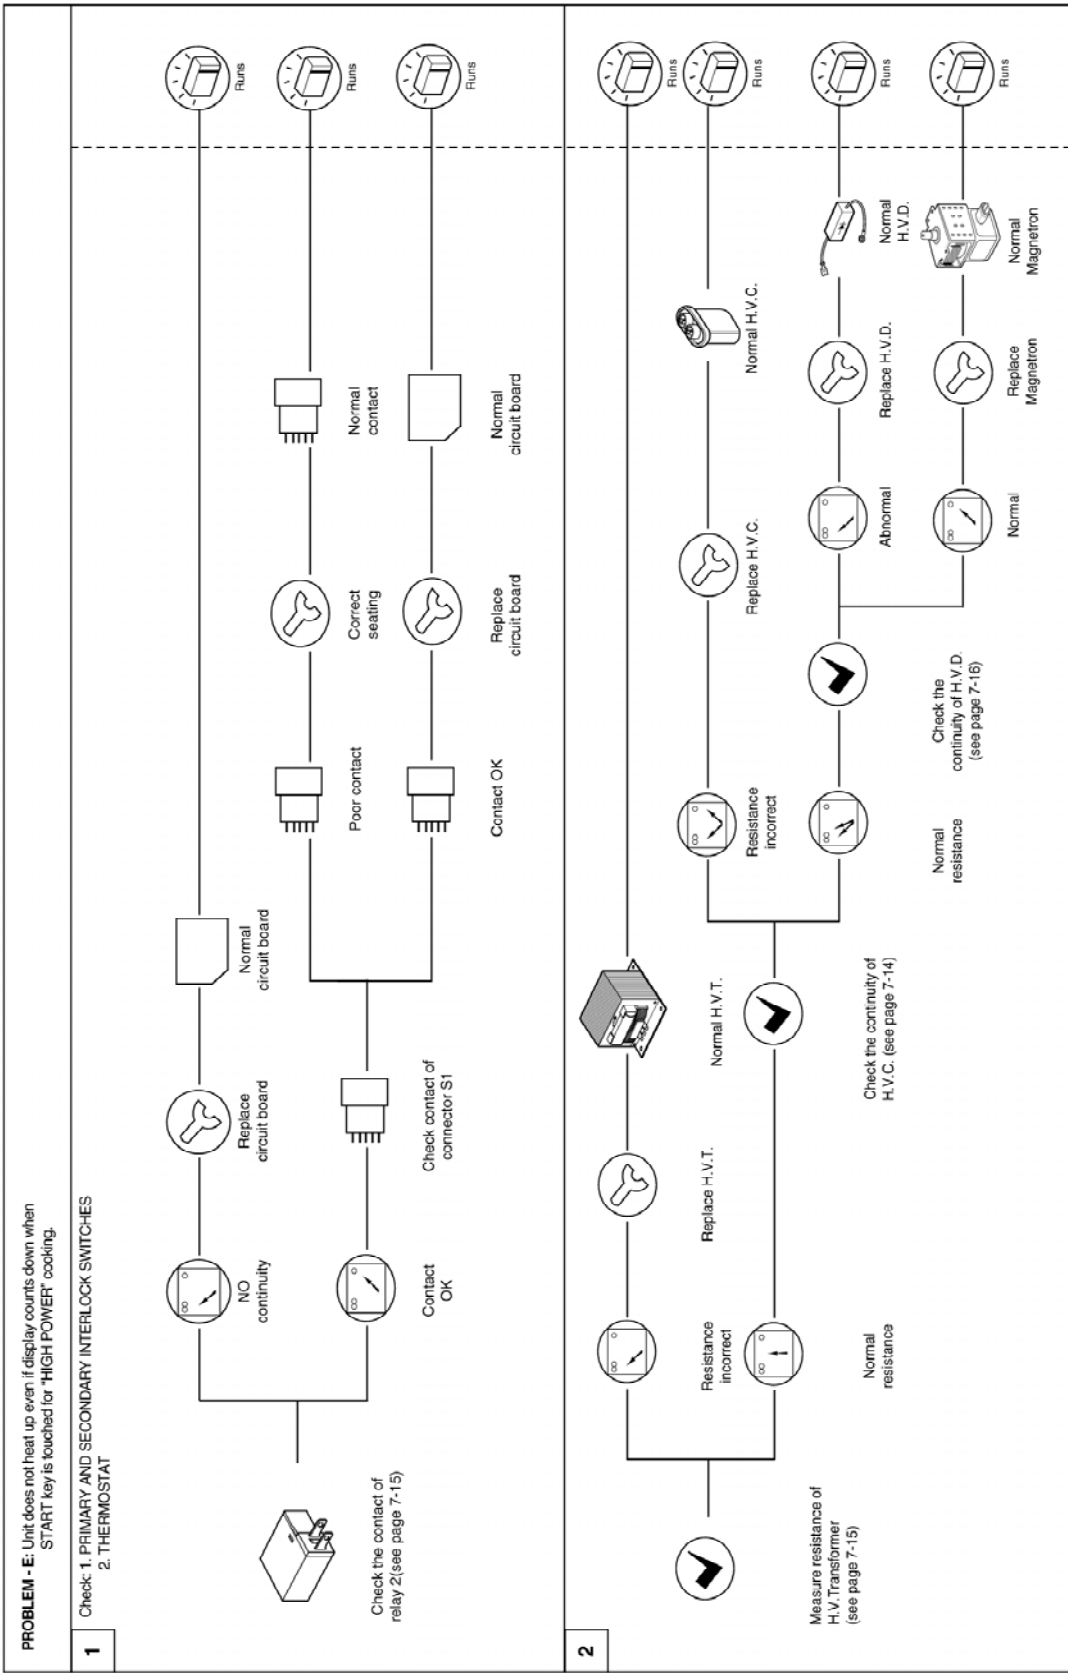 PROBLEM - E: Unit does not heat up even if display counts down when
START key is touched for "HIGH POWER" cooking.
1
Check: 1. PRIMARY AND SECONDARY INTERLOCK SWITCHES
2. THERMOSTAT
Check the contact of
relay 2(see page 7-15)
NO
continuity
Replace
circuit board
Normal
circuit board
Runs
Contact
OK
Check contact of
connector S1
Poor contact
Correct
seating
Normal
contact
Runs
Contact OK
Replace
circuit board
Normal
circuit board
Runs
2
Measure resistance of
H.V. Transformer
(see page 7-15)
Resistance
incorrect
Replace H.V.T.
Normal H.V.T.
Runs
Normal
resistance
Check the continuity of
H.V.C. (see page 7-14)
Resistance
incorrect
Replace H.V.C.
Normal H.V.C.
Runs
Normal
resistance
Check the
continuity of H.V.D.
(see page 7-16)
Abnormal
Replace H.V.D.
Normal
H.V.D.
Runs
Normal
Replace
Magnetron
Normal
Magnetron
Runs